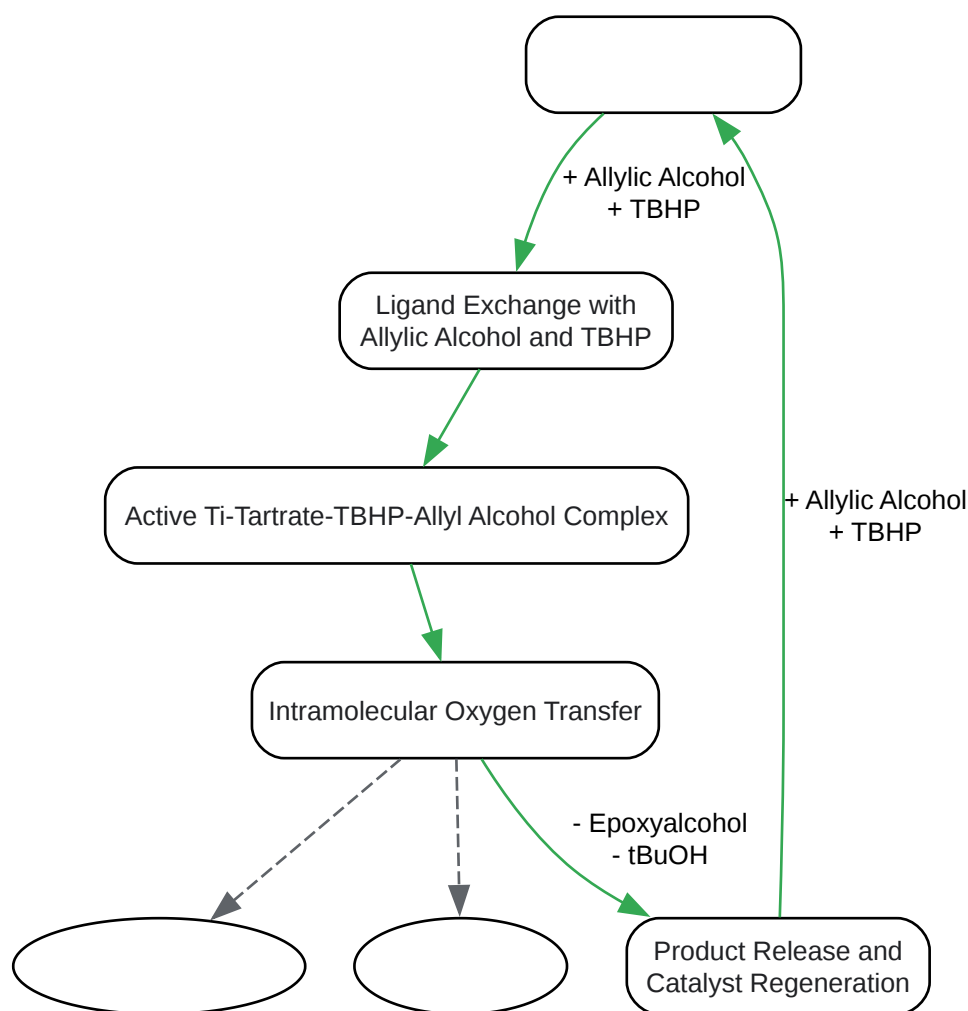 + Allylic Alcohol
+ TBHP
Ligand Exchange with
Allylic Alcohol and TBHP
Active Ti-Tartrate-TBHP-Allyl Alcohol Complex
+ Allylic Alcohol
+ TBHP
Intramolecular Oxygen Transfer
- Epoxyalcohol
- tBuOH
Product Release and
Catalyst Regeneration